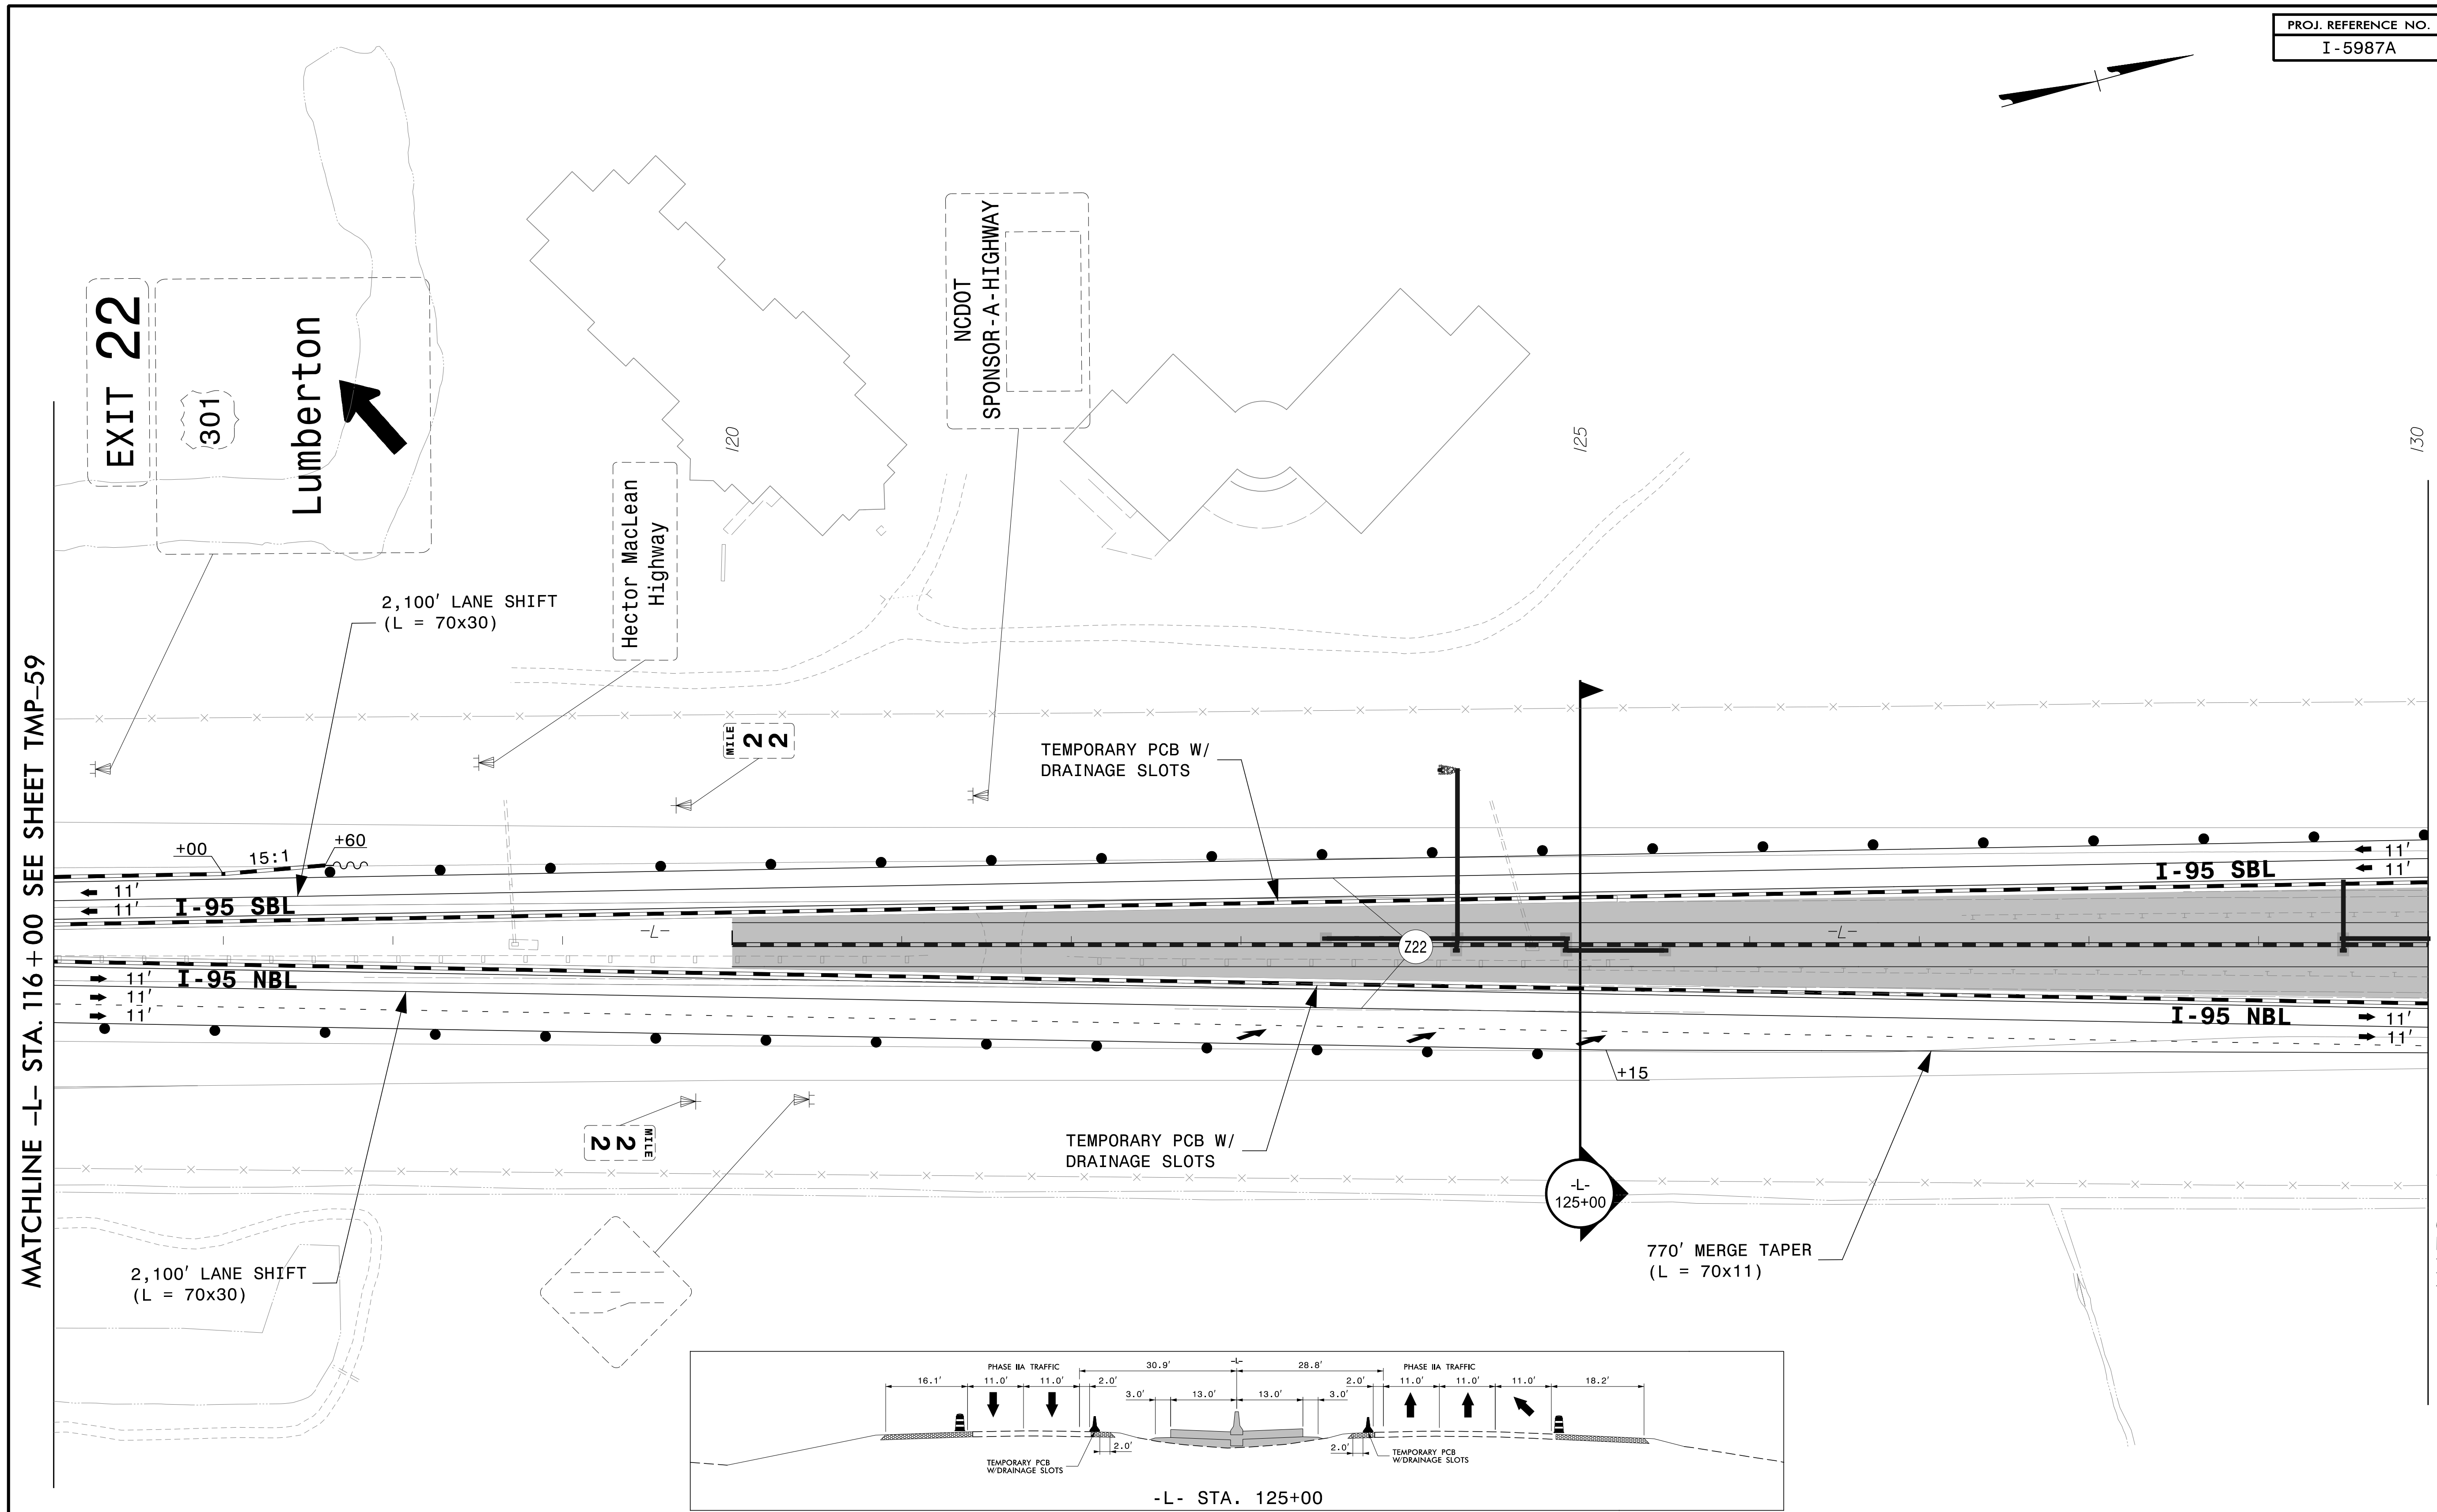 PROJ. REFERENCE NO.
I-5987A
EXIT 22
301
Lumberton
NCDOT
SPONSOR-A-HIGHWAY
120
125
130
Hector MacLean
Highway
2,100' LANE SHIFT
(L = 70x30)
MATCHLINE -L- STA. 116+00 SEE SHEET TMP-59
MILE
22
TEMPORARY PCB W/
DRAINAGE SLOTS
+00
15:1
+60
11'
11'
I-95 SBL
I-95 SBL
11'
11'
-L-
Z22
-L-
11'
11'
11'
I-95 NBL
I-95 NBL
11'
11'
+15
MILE
22
TEMPORARY PCB W/
DRAINAGE SLOTS
-L-
125+00
2,100' LANE SHIFT
(L = 70x30)
770' MERGE TAPER
(L = 70x11)
PHASE IIA TRAFFIC
30.9'
-L-
28.8'
PHASE IIA TRAFFIC
16.1'
11.0'
11.0'
2.0'
3.0'
13.0'
13.0'
3.0'
2.0'
11.0'
11.0'
11.0'
18.2'
2.0'
2.0'
TEMPORARY PCB
W/DRAINAGE SLOTS
TEMPORARY PCB
W/DRAINAGE SLOTS
-L- STA. 125+00